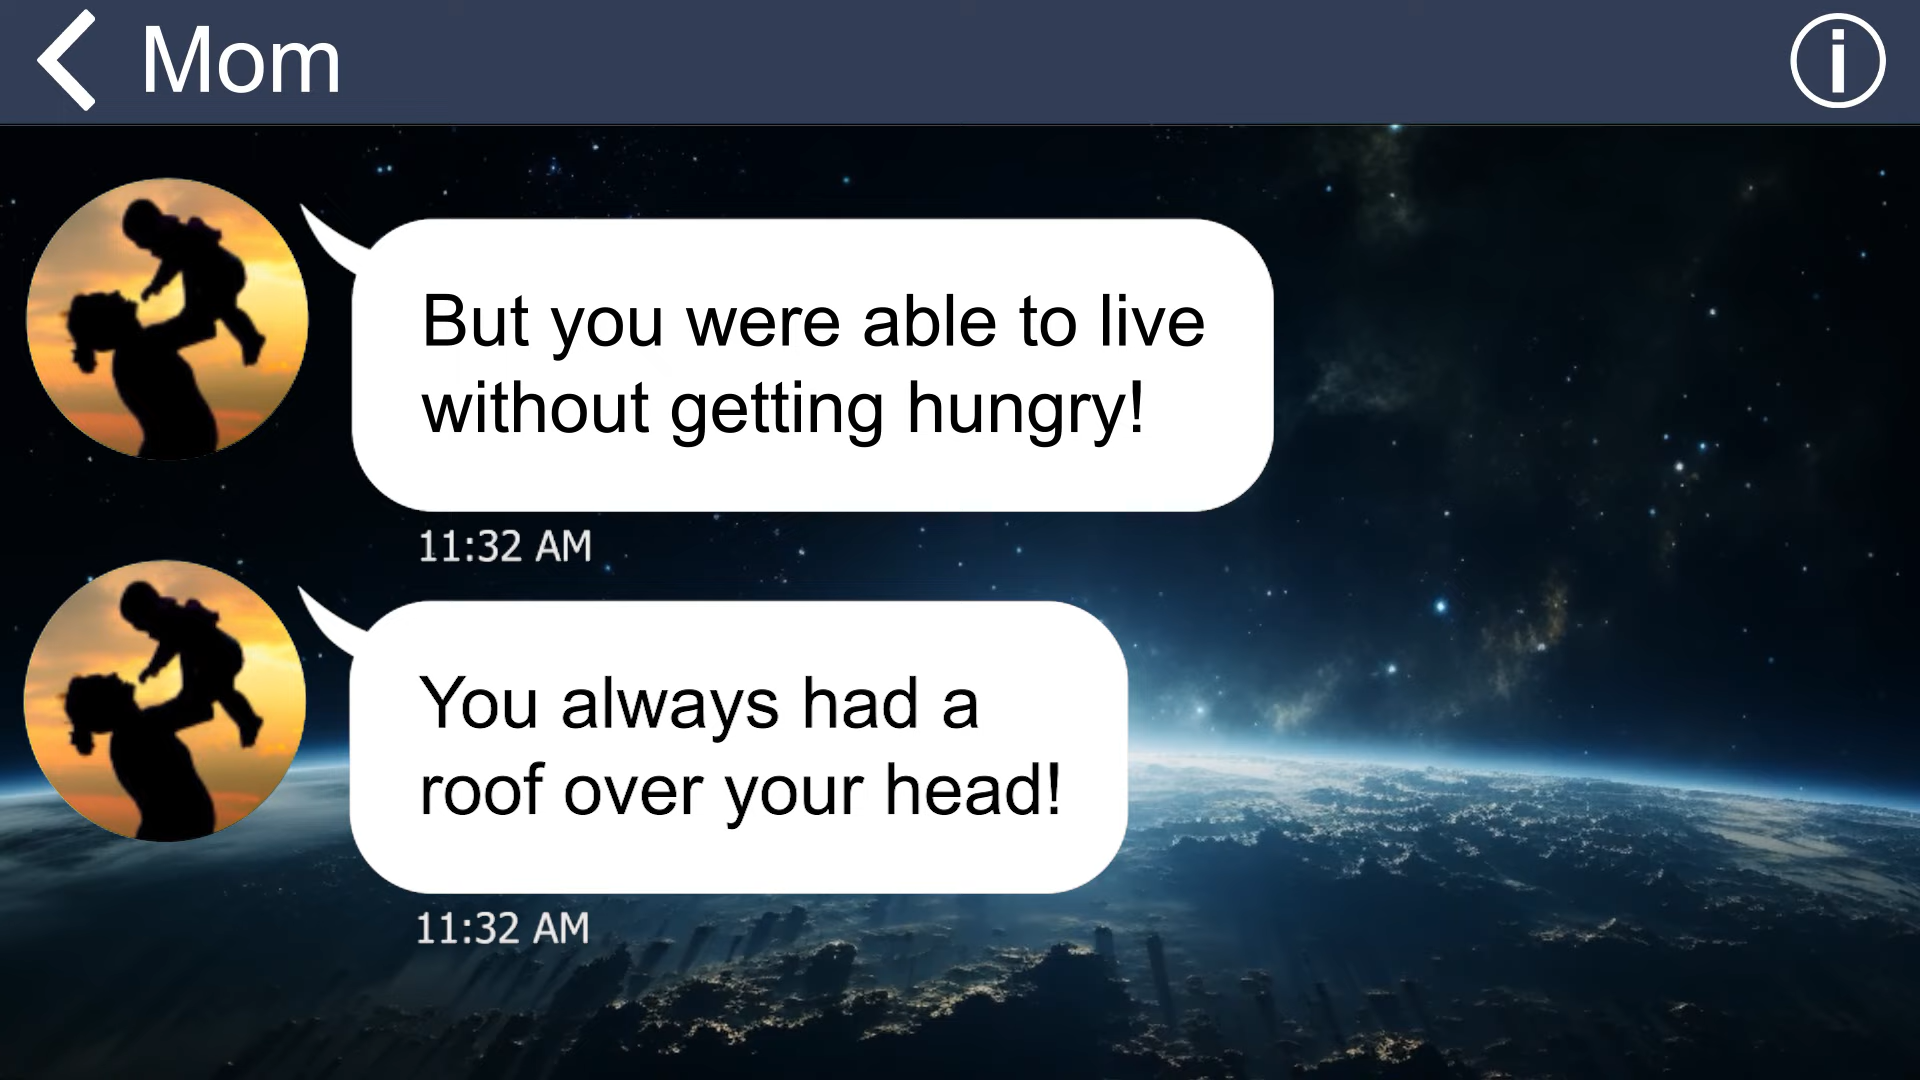 Mom
But you were able to live
without getting hungry!
11:32 AM
You always had a
roof over your head!
11:32 AM